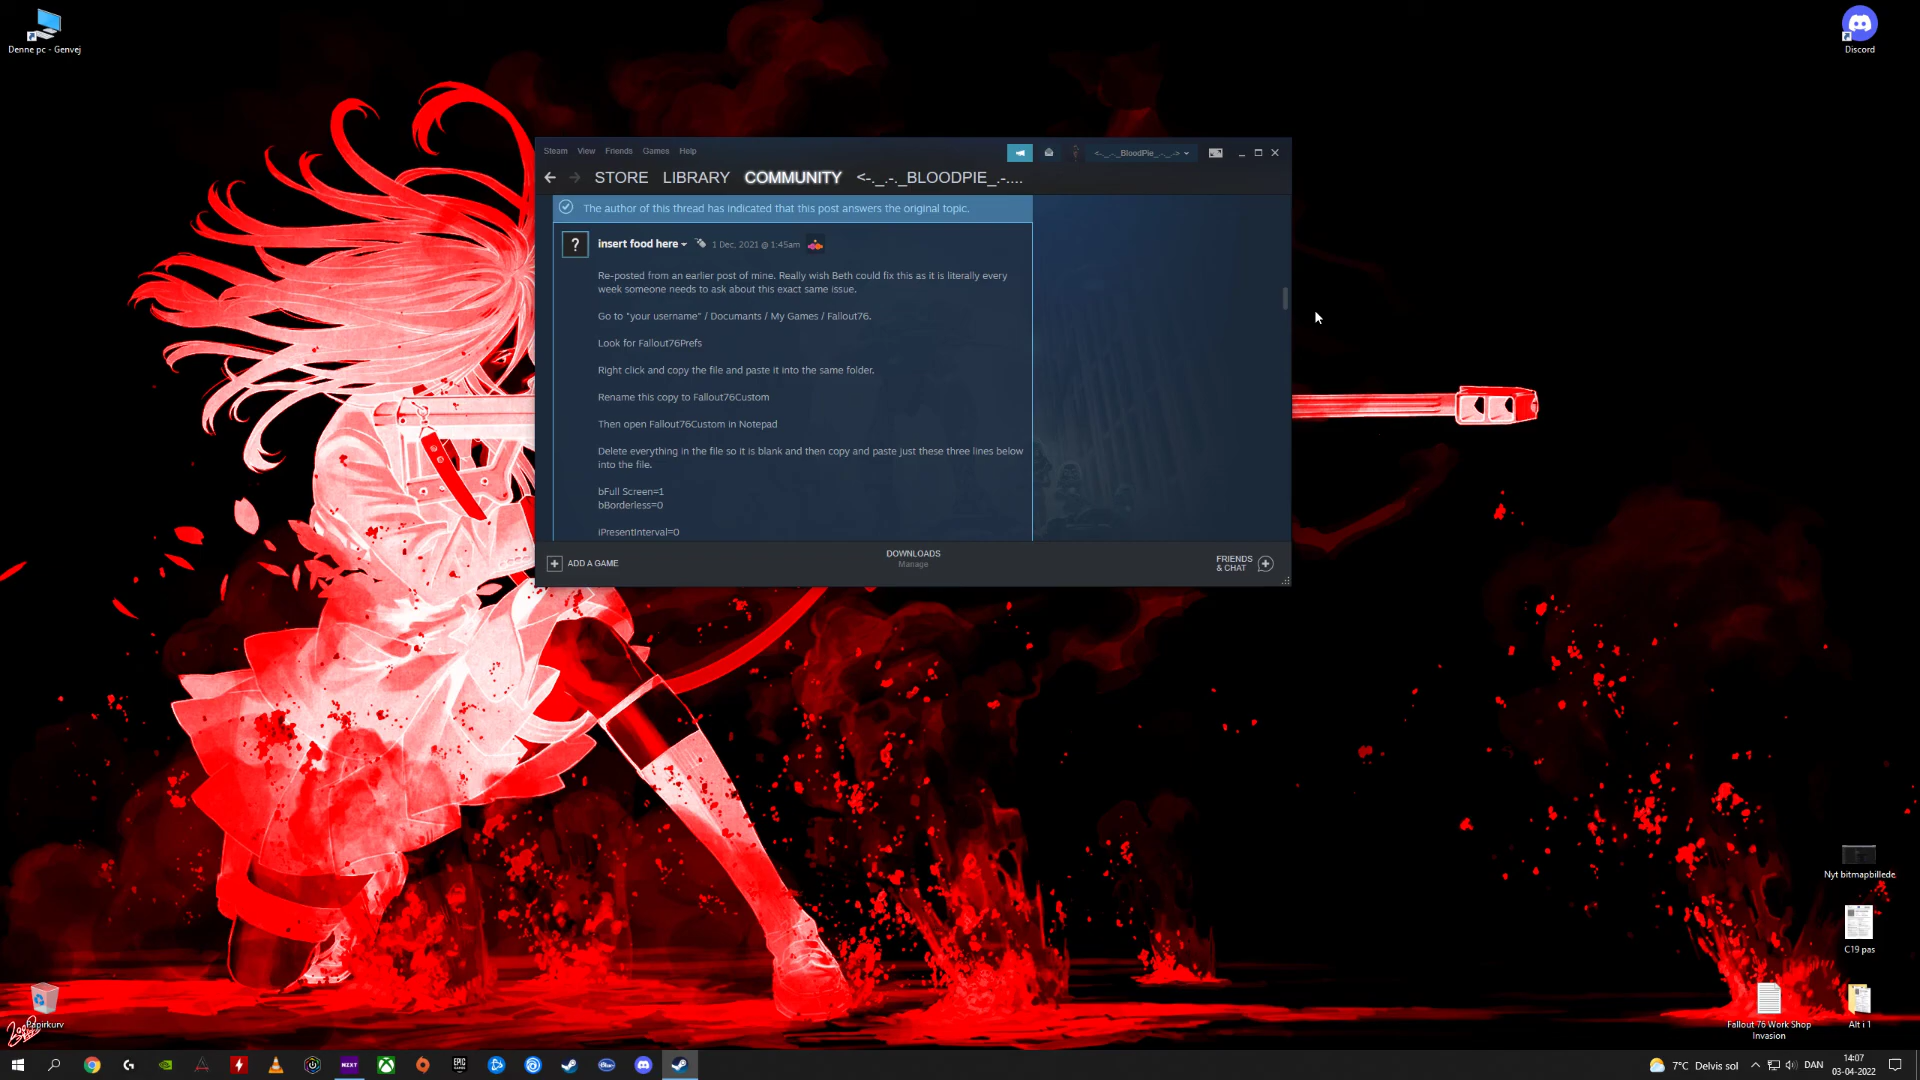 Denne pc - Genvej
Discord
Steam View Friends Games Help
<-._.-._BloodPie_.-._.->
STORE LIBRARY COMMUNITY <-._.-._BLOODPIE_.-....
The author of this thread has indicated that this post answers the original topic.
insert food here 1 Dec, 2021 @ 1:45am
Re-posted from an earlier post of mine. Really wish Beth could fix this as it is literally every
week someone needs to ask about this exact same issue.
Go to "your username" / Documants / My Games / Fallout76.
Look for Fallout76Prefs
Right click and copy the file and paste it into the same folder.
Rename this copy to Fallout76Custom
Then open Fallout76Custom in Notepad
Delete everything in the file so it is blank and then copy and paste just these three lines below
into the file.
bFull Screen=1
bBorderless=0
iPresentInterval=0
ADD A GAME
DOWNLOADS
Manage
FRIENDS
& CHAT
Nyt bitmapbillede
C19 pas
Fallout 76 Work Shop
Invasion
Alt i 1
Papirkurv
NZXT
EPIC
GAMES
7°C Delvis sol
DAN
14:07
03-04-2022